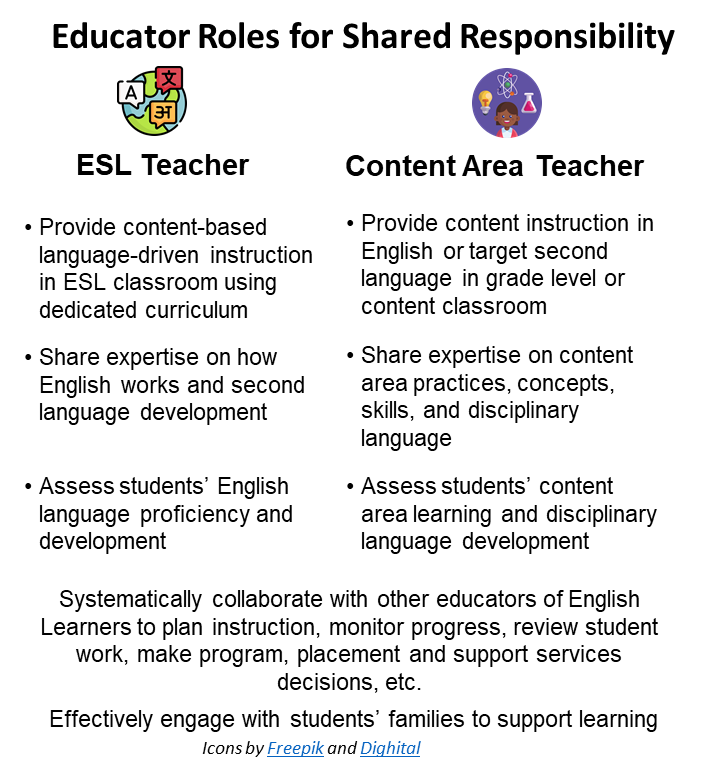 Educator Roles for Shared Responsibility
A
文
अ
ESL Teacher
• Provide content-based
language-driven instruction
in ESL classroom using
dedicated curriculum
• Share expertise on how
English works and second
language development
• Assess students’ English
language proficiency and
development
Content Area Teacher
• Provide content instruction in
English or target second
language in grade level or
content classroom
• Share expertise on content
area practices, concepts,
skills, and disciplinary
language
• Assess students’ content
area learning and disciplinary
language development
Systematically collaborate with other educators of English
Learners to plan instruction, monitor progress, review student
work, make program, placement and support services
decisions, etc.
Effectively engage with students’ families to support learning
Icons by Freepik and Dighital